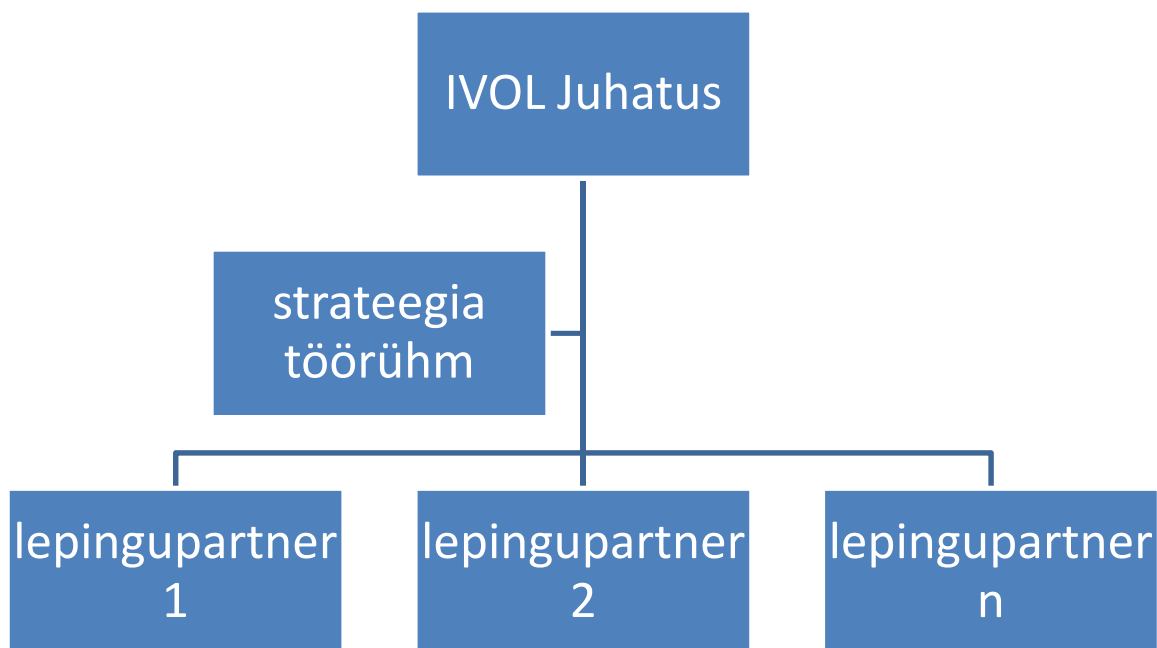 IVOL Juhatus
strateegia
töörühm
lepingupartner
1
lepingupartner
2
lepingupartner
n